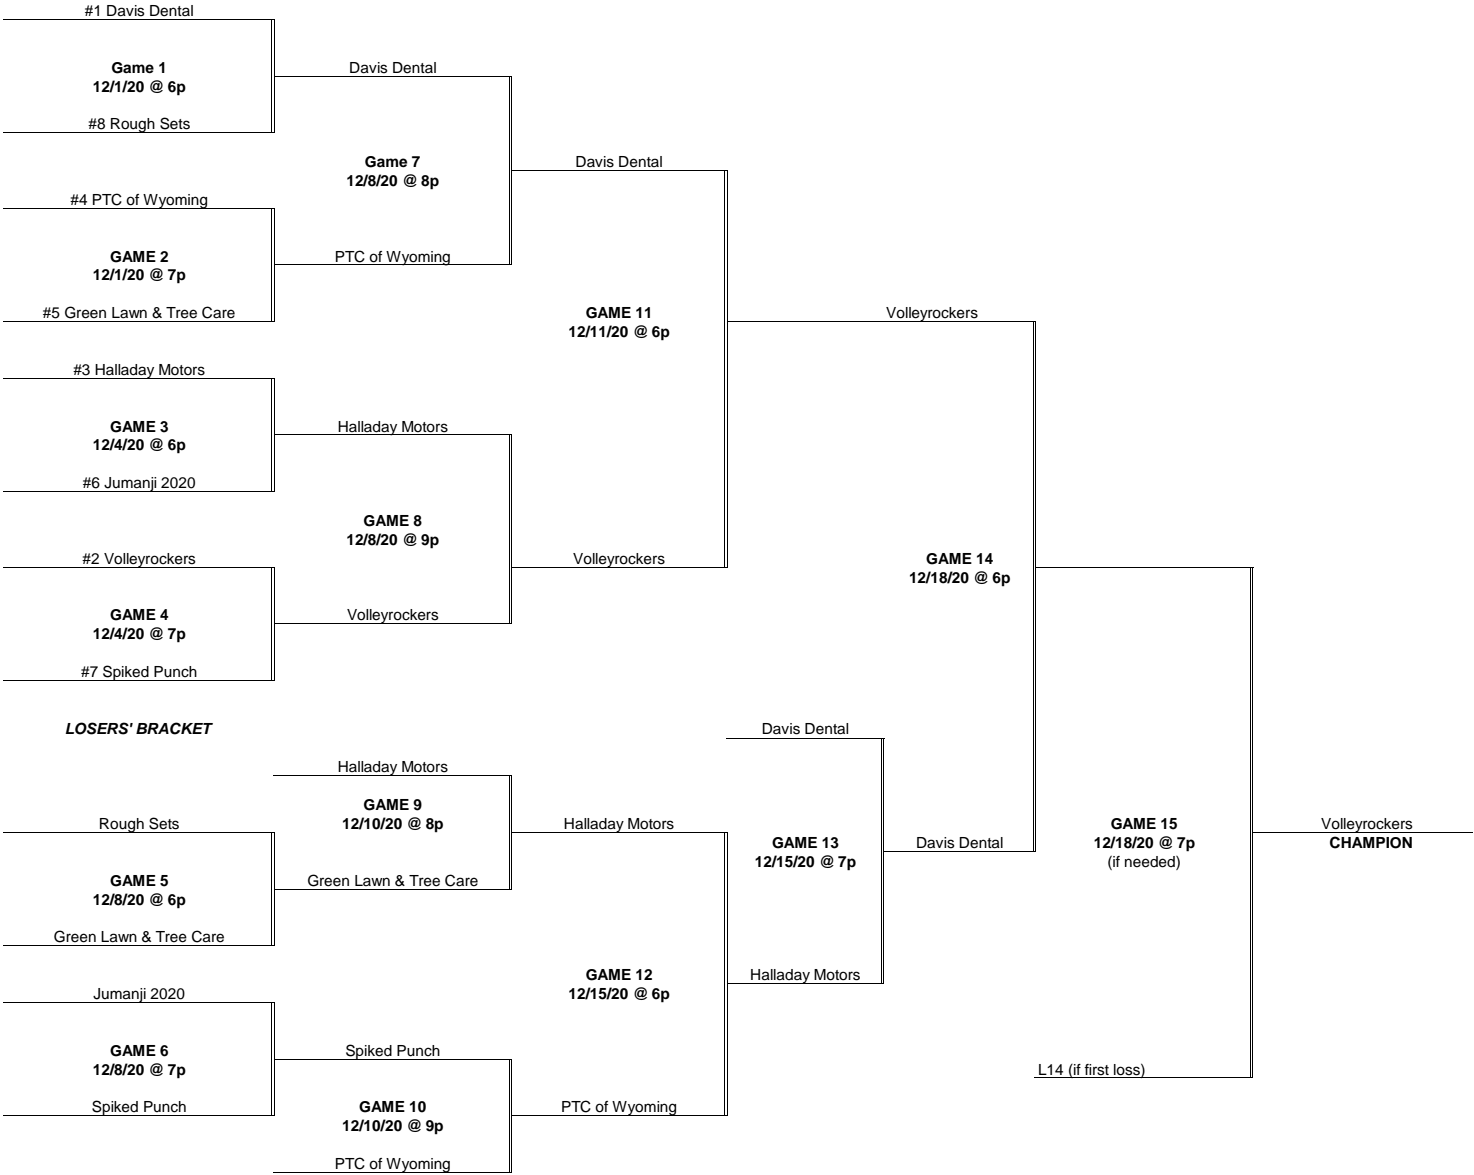 #1 Davis Dental
Game 1
12/1/20 @ 6p
#8 Rough Sets
Davis Dental
Game 7
12/8/20 @ 8p
Davis Dental
#4 PTC of Wyoming
GAME 2
12/1/20 @ 7p
#5 Green Lawn & Tree Care
PTC of Wyoming
GAME 11
12/11/20 @ 6p
Volleyrockers
#3 Halladay Motors
GAME 3
12/4/20 @ 6p
#6 Jumanji 2020
Halladay Motors
GAME 8
12/8/20 @ 9p
Volleyrockers
#2 Volleyrockers
GAME 4
12/4/20 @ 7p
#7 Spiked Punch
Volleyrockers
GAME 14
12/18/20 @ 6p
LOSERS' BRACKET
Davis Dental
Halladay Motors
GAME 9
12/10/20 @ 8p
Halladay Motors
Rough Sets
GAME 5
12/8/20 @ 6p
Green Lawn & Tree Care
Green Lawn & Tree Care
GAME 13
12/15/20 @ 7p
Davis Dental
GAME 15
12/18/20 @ 7p
(if needed)
Volleyrockers
CHAMPION
GAME 12
12/15/20 @ 6p
Halladay Motors
Jumanji 2020
GAME 6
12/8/20 @ 7p
Spiked Punch
Spiked Punch
GAME 10
12/10/20 @ 9p
PTC of Wyoming
PTC of Wyoming
L14 (if first loss)